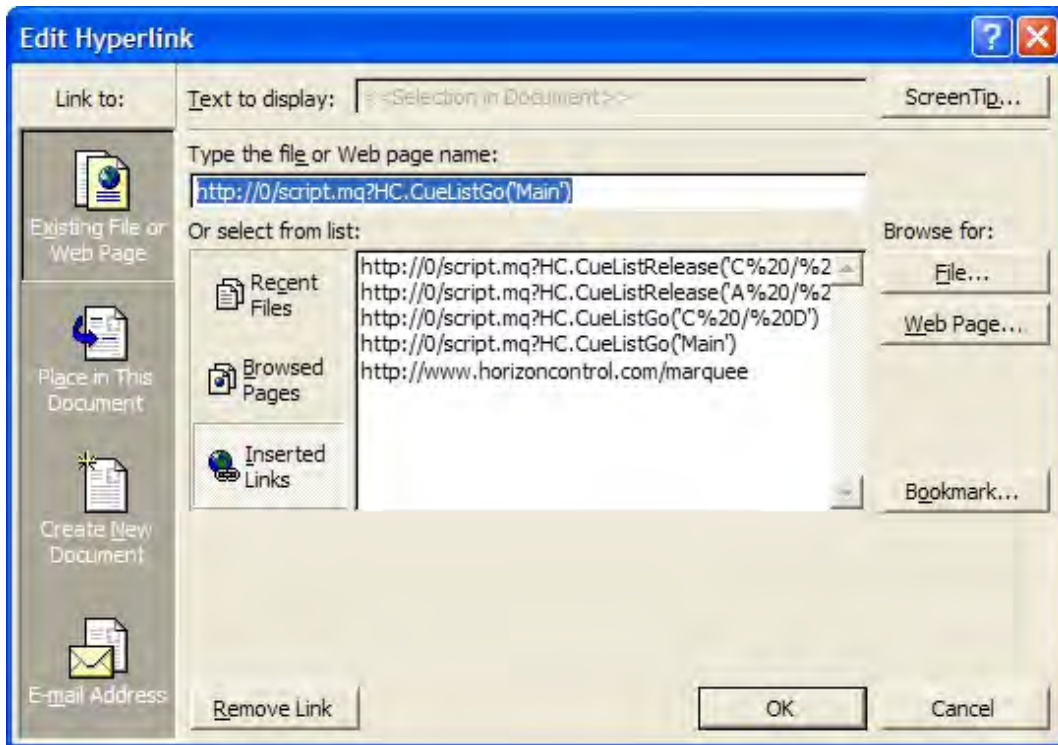 Edit Hyperlink
Link to:
Text to display: <<Selection in Document>>
ScreenTip...
Type the file or Web page name:
http://0/script.mq?HC.CueListGo('Main')
Existing File or
Web Page
Or select from list:
Browse for:
Recent
Files
http://0/script.mq?HC.CueListRelease('C%20/%2
http://0/script.mq?HC.CueListRelease('A%20/%2
http://0/script.mq?HC.CueListGo('C%20/%20D')
http://0/script.mq?HC.CueListGo('Main')
http://www.horizoncontrol.com/marquee
File...
Web Page...
Place in This
Document
Browsed
Pages
Inserted
Links
Bookmark...
Create New
Document
E-mail Address
Remove Link
OK
Cancel